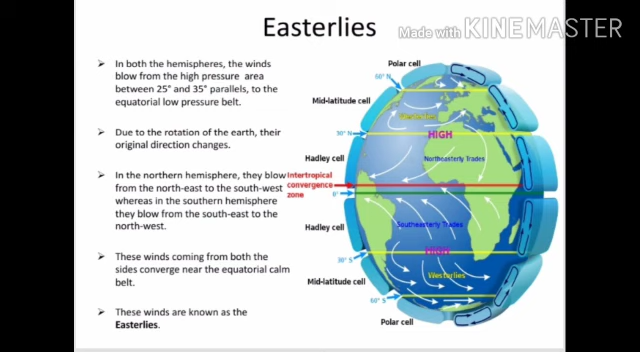 Easterlies
Made with KINEMASTER
➢ In both the hemispheres, the winds
blow from the high pressure area
between 25° and 35° parallels, to the
equatorial low pressure belt.
➢ Due to the rotation of the earth, their
original direction changes.
➢ In the northern hemisphere, they blow
from the north-east to the south-west
whereas in the southern hemisphere
they blow from the south-east to the
north-west.
➢ These winds coming from both the
sides converge near the equatorial calm
belt.
➢ These winds are known as the
Easterlies.
Polar cell
60° N
Mid-latitude cell
Westerlies
30° N
HIGH
Hadley cell
Northeasterly Trades
Intertropical
convergence
zone
0°
Hadley cell
Southeasterly Trades
HIGH
30° S
Westerlies
Mid-latitude cell
60° S
Polar cell